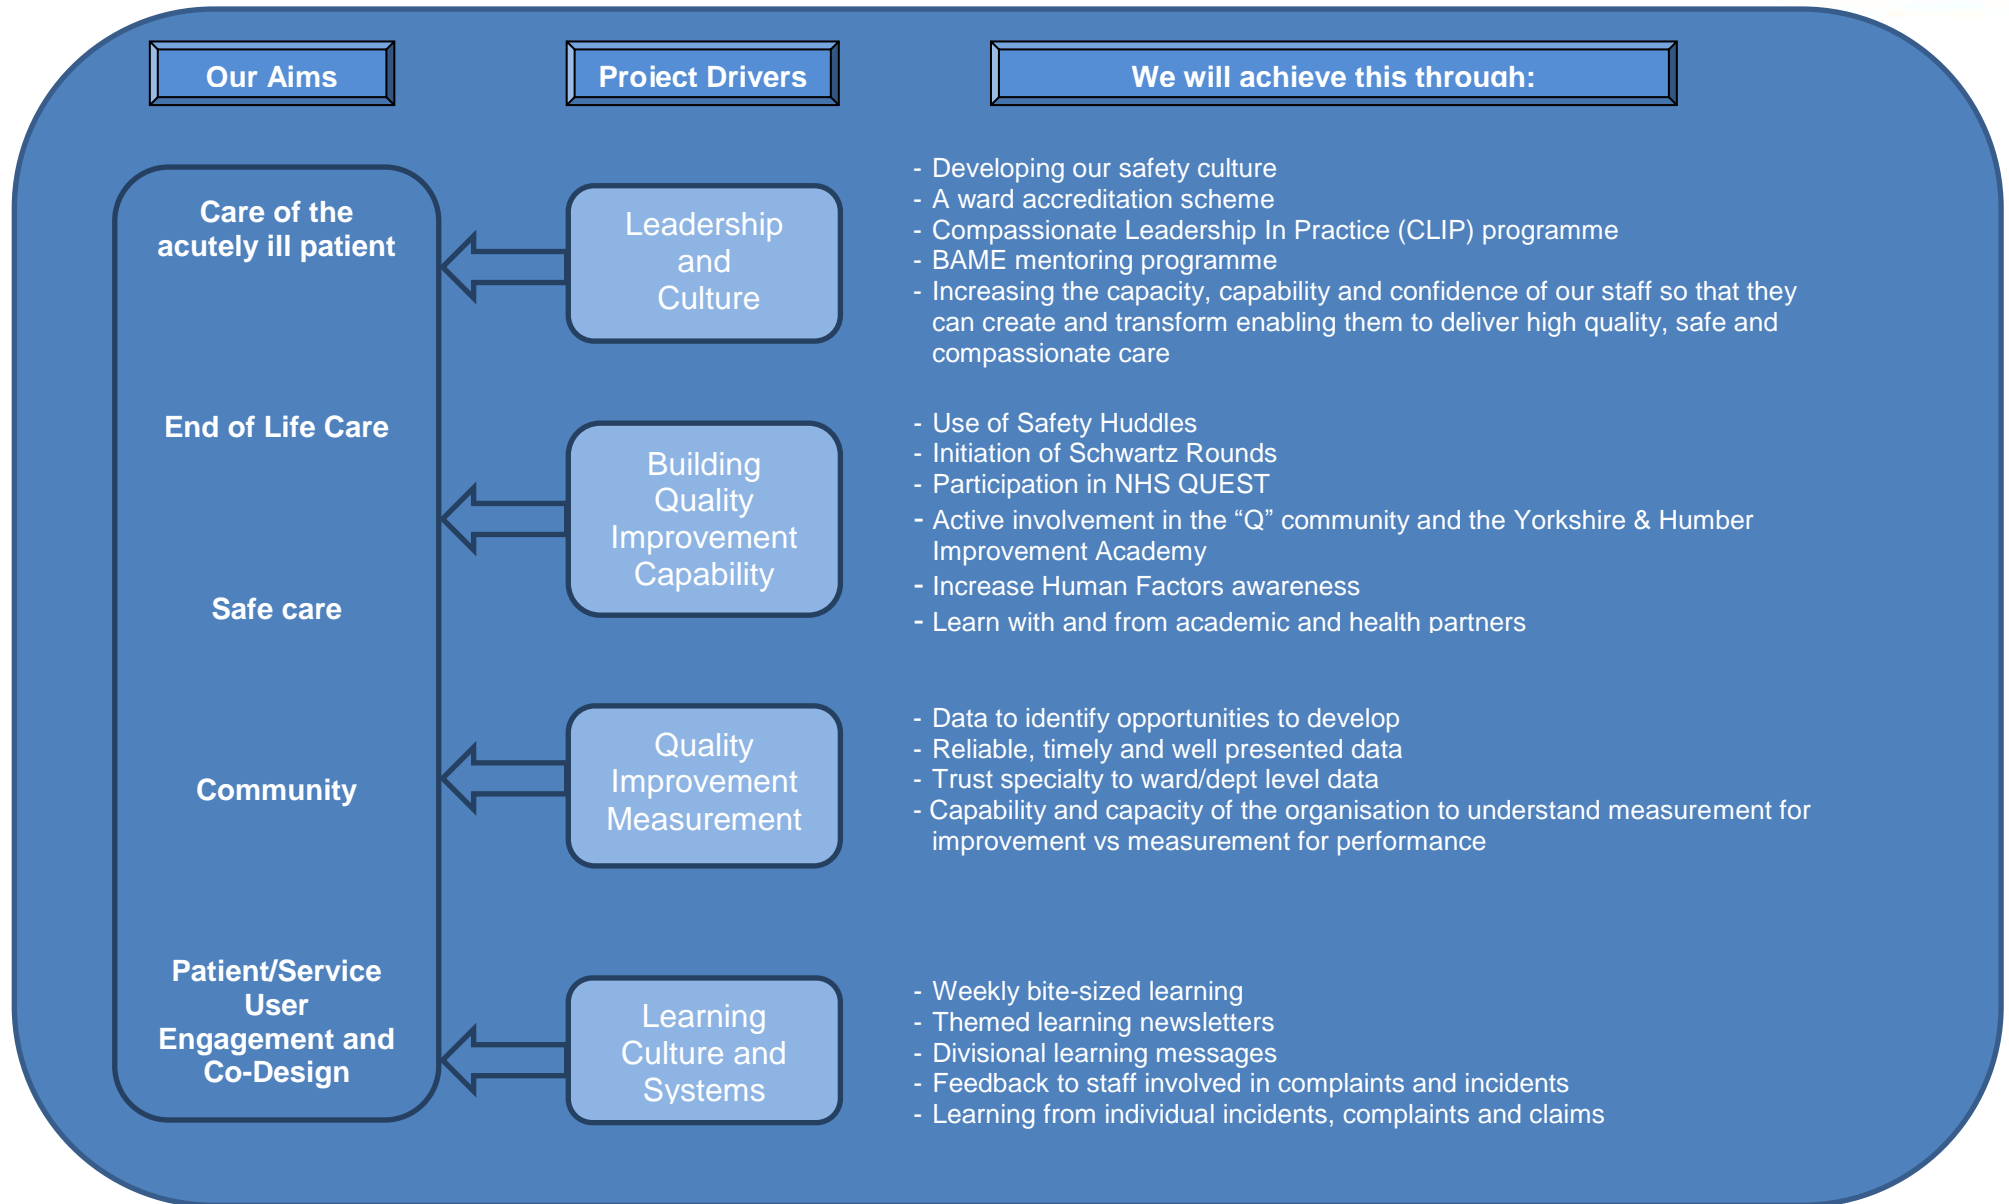 Our Aims
Project Drivers
We will achieve this through:
Care of the
acutely ill patient
End of Life Care
Safe care
Community
Patient/Service
User
Engagement and
Co-Design
Leadership
and
Culture
- Developing our safety culture
- A ward accreditation scheme
- Compassionate Leadership In Practice (CLIP) programme
- BAME mentoring programme
- Increasing the capacity, capability and confidence of our staff so that they
can create and transform enabling them to deliver high quality, safe and
compassionate care
Building
Quality
Improvement
Capability
- Use of Safety Huddles
- Initiation of Schwartz Rounds
- Participation in NHS QUEST
- Active involvement in the “Q” community and the Yorkshire & Humber
Improvement Academy
- Increase Human Factors awareness
- Learn with and from academic and health partners
Quality
Improvement
Measurement
- Data to identify opportunities to develop
- Reliable, timely and well presented data
- Trust specialty to ward/dept level data
- Capability and capacity of the organisation to understand measurement for
improvement vs measurement for performance
Learning
Culture and
Systems
- Weekly bite-sized learning
- Themed learning newsletters
- Divisional learning messages
- Feedback to staff involved in complaints and incidents
- Learning from individual incidents, complaints and claims